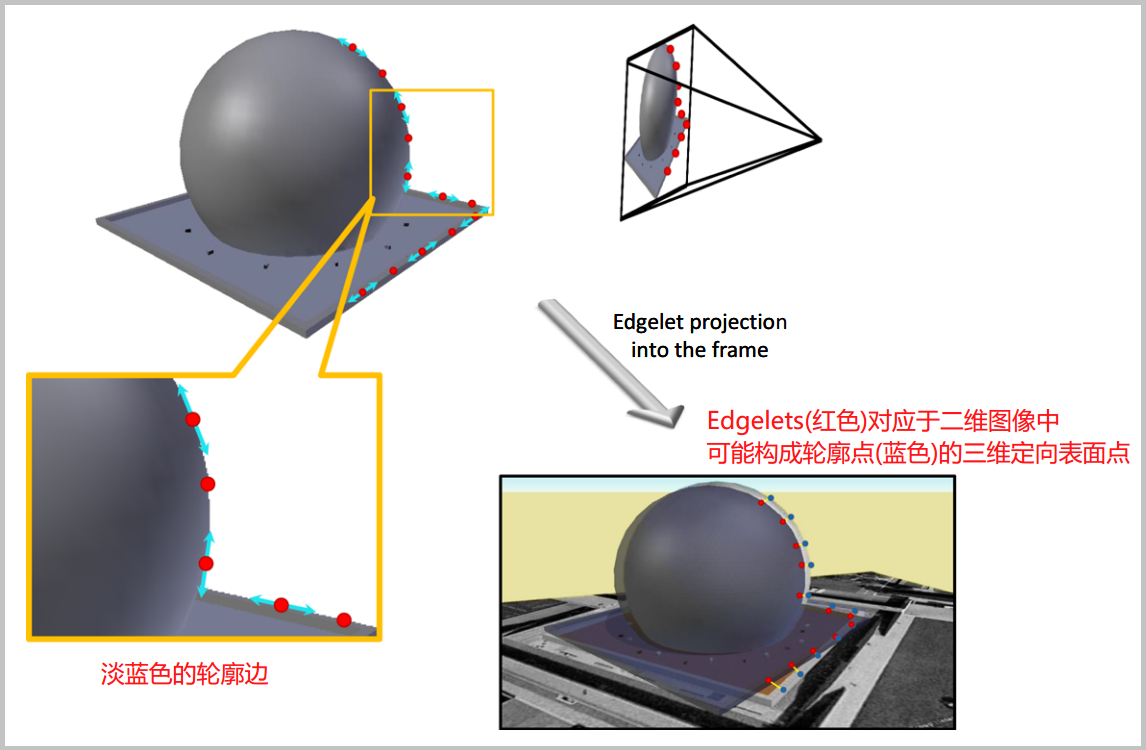 Edgelet projection
into the frame
Edgelets(红色)对应于二维图像中
可能构成轮廓点(蓝色)的三维定向表面点
淡蓝色的轮廓边